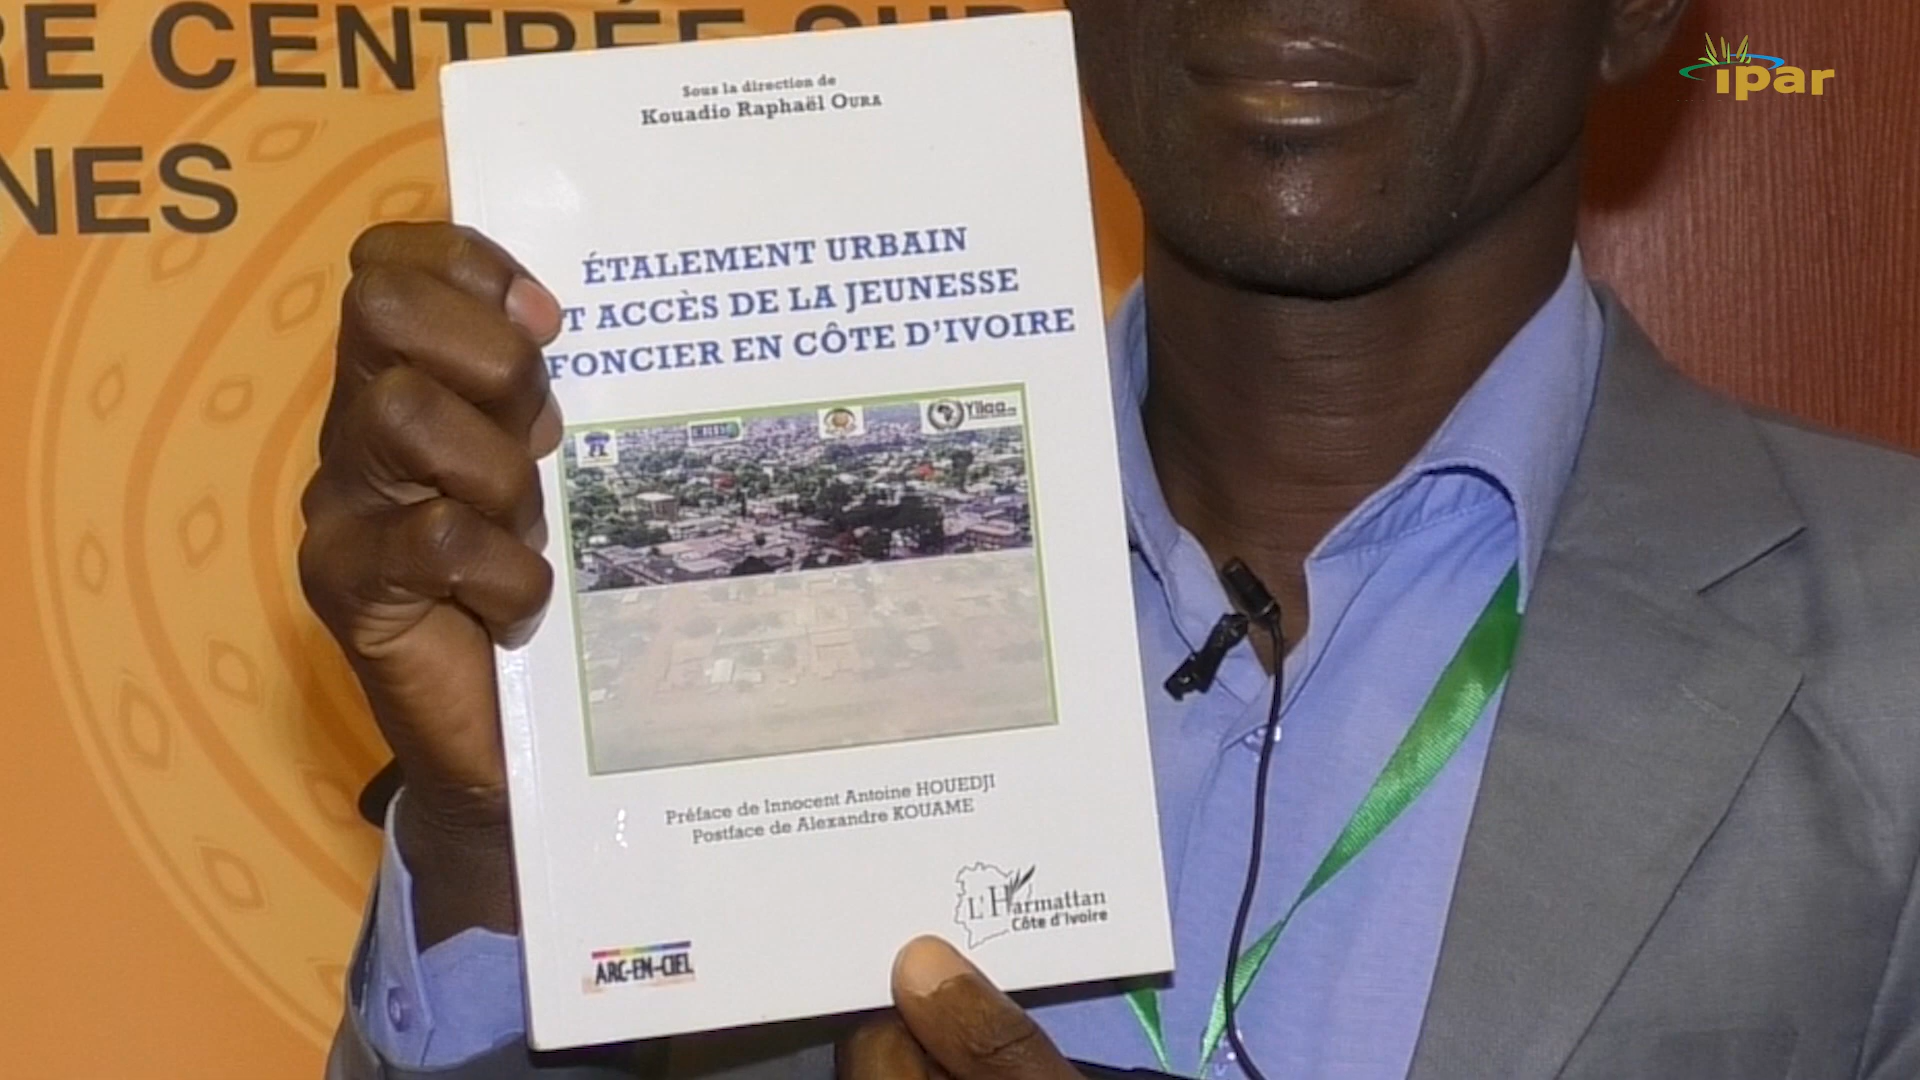 RE CENTRÉE SUR
NES
ipar
Sous la direction de
Kouadio Raphaël OURA
ÉTALEMENT URBAIN
T ACCÈS DE LA JEUNESSE
FONCIER EN CÔTE D'IVOIRE
Yilaa
Préface de Innocent Antoine HOUEDJI
Postface de Alexandre KOUAME
L'Harmattan
Côte d'Ivoire
ARC-EN-CIEL